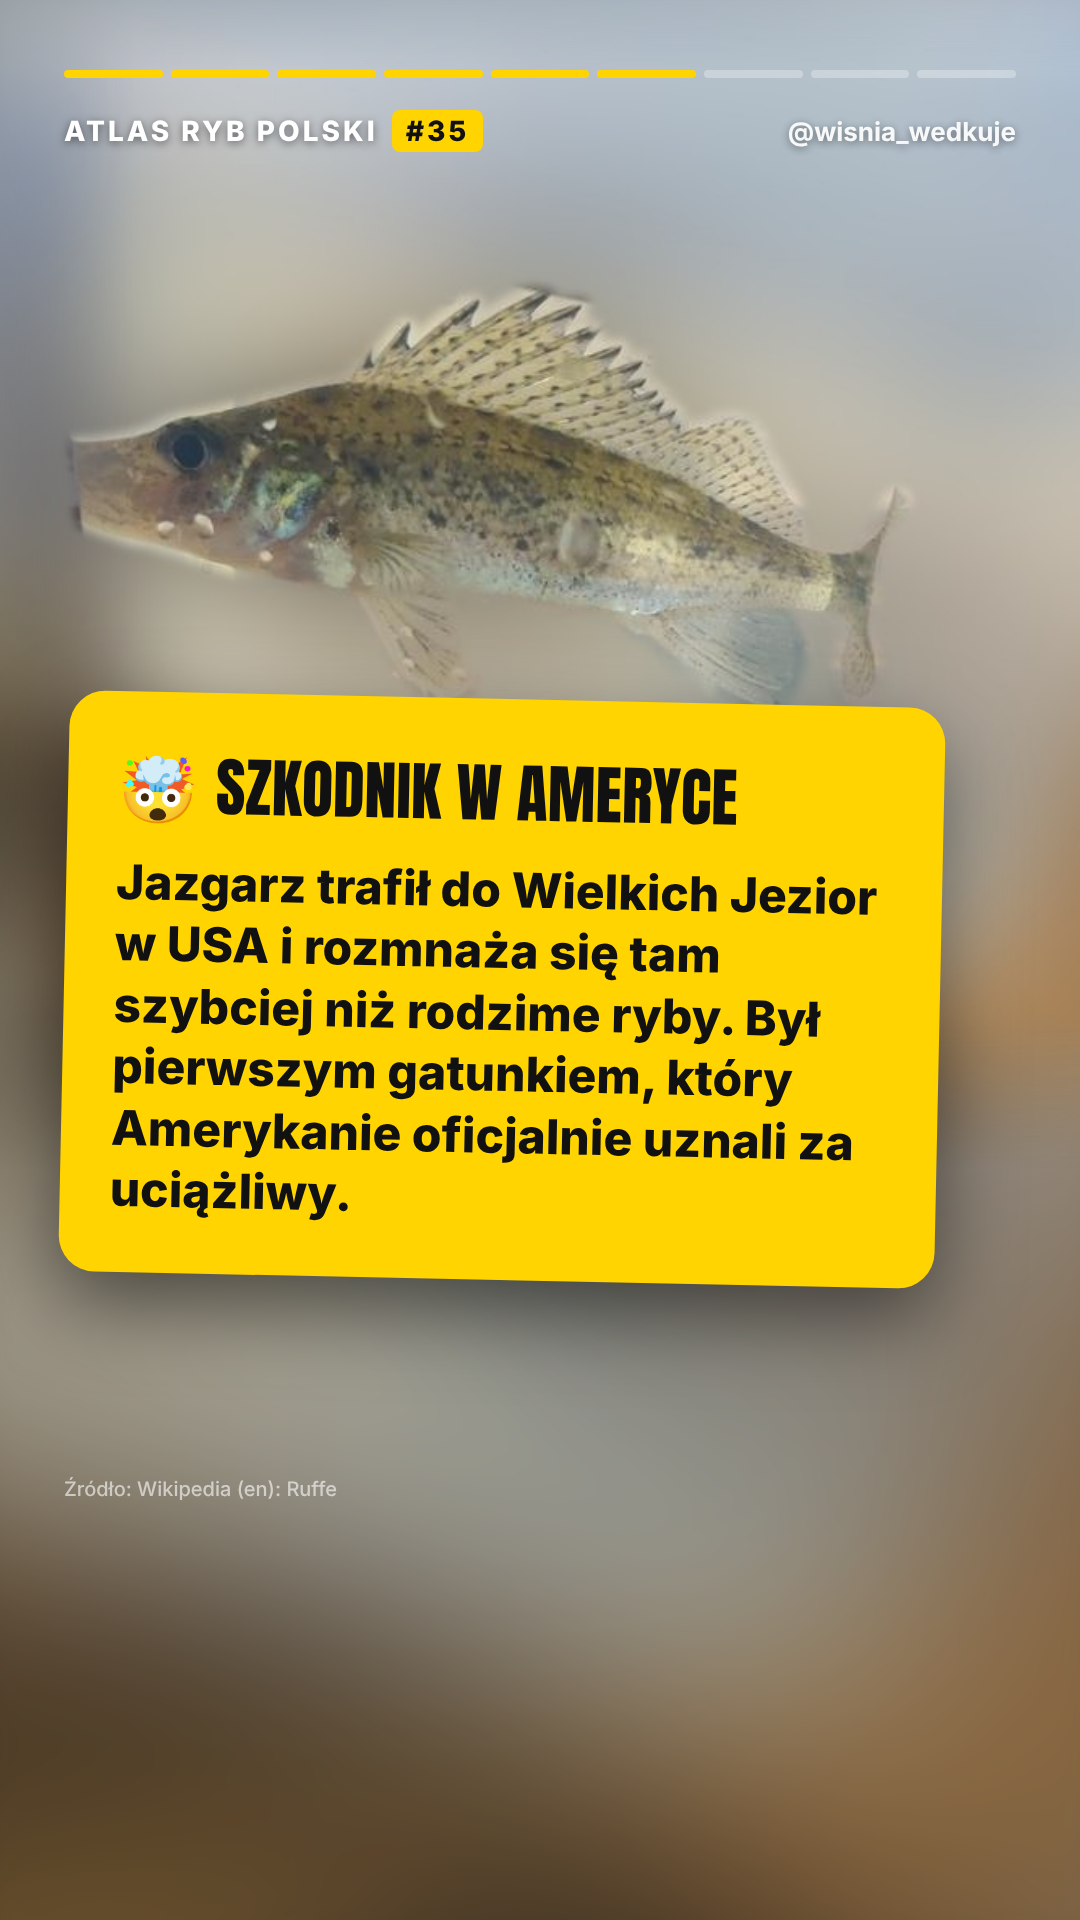 ATLAS RYB POLSKI #35
@wisnia_wedkuje
🤯 SZKODNIK W AMERYCE
Jazgarz trafił do Wielkich Jezior
w USA i rozmnaża się tam
szybciej niż rodzime ryby. Był
pierwszym gatunkiem, który
Amerykanie oficjalnie uznali za
uciążliwy.
Źródło: Wikipedia (en): Ruffe